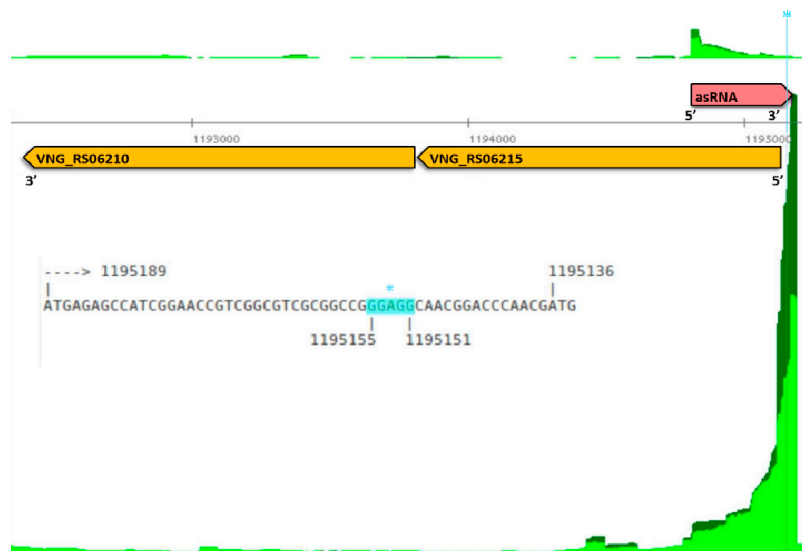 *
asRNA
5’ 3’
1193000 1194000 1195000
VNG_RS06210 VNG_RS06215
3’ 5’
----> 1195189 1195136
| |
*
ATGAGAGCCATCGGAACCGTCGGCGTCGCGGCCGGGAGGCAACGGACCCAACGATG
| |
1195155 1195151